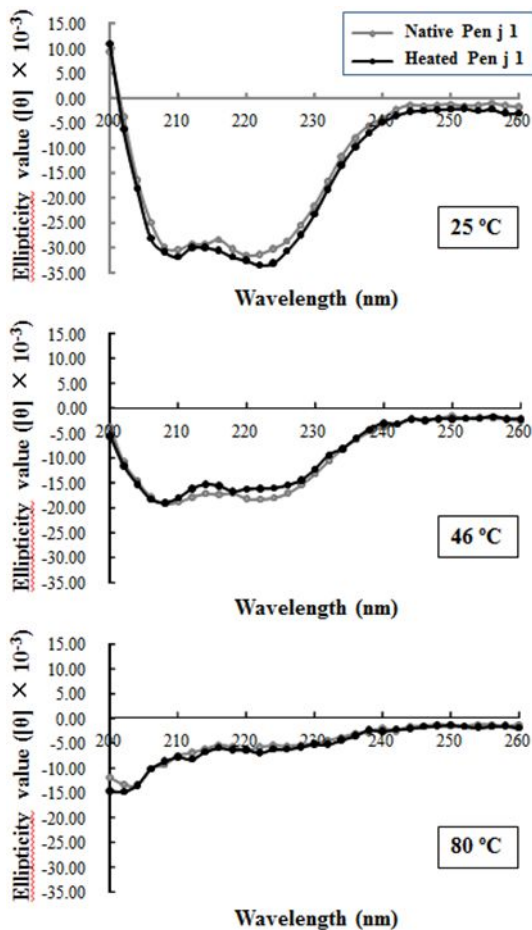 15.00
10.00
5.00
0.00
-5.00
-10.00
-15.00
-20.00
-25.00
-30.00
-35.00
200 210 220 230 240 250 260
Ellipticity value ([θ] × 10-3)
Native Pen j 1
Heated Pen j 1
25 ºC
Wavelength (nm)
15.00
10.00
5.00
0.00
-5.00
-10.00
-15.00
-20.00
-25.00
-30.00
-35.00
200 210 220 230 240 250 260
Ellipticity value ([θ] × 10-3)
46 ºC
Wavelength (nm)
15.00
10.00
5.00
0.00
-5.00
-10.00
-15.00
-20.00
-25.00
-30.00
-35.00
200 210 220 230 240 250 260
Ellipticity value ([θ] × 10-3)
80 ºC
Wavelength (nm)